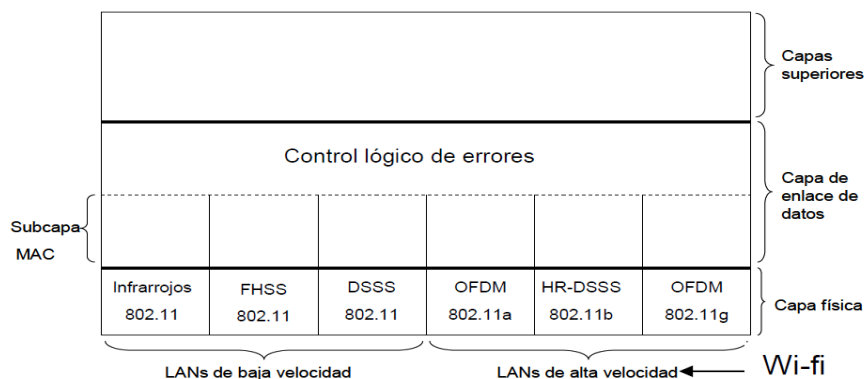 Capas
superiores
Control lógico de errores
Capa de
enlace de
datos
Subcapa
MAC
Infrarrojos
802.11
FHSS
802.11
DSSS
802.11
OFDM
802.11a
HR-DSSS
802.11b
OFDM
802.11g
Capa física
LANs de baja velocidad
LANs de alta velocidad
Wi-fi